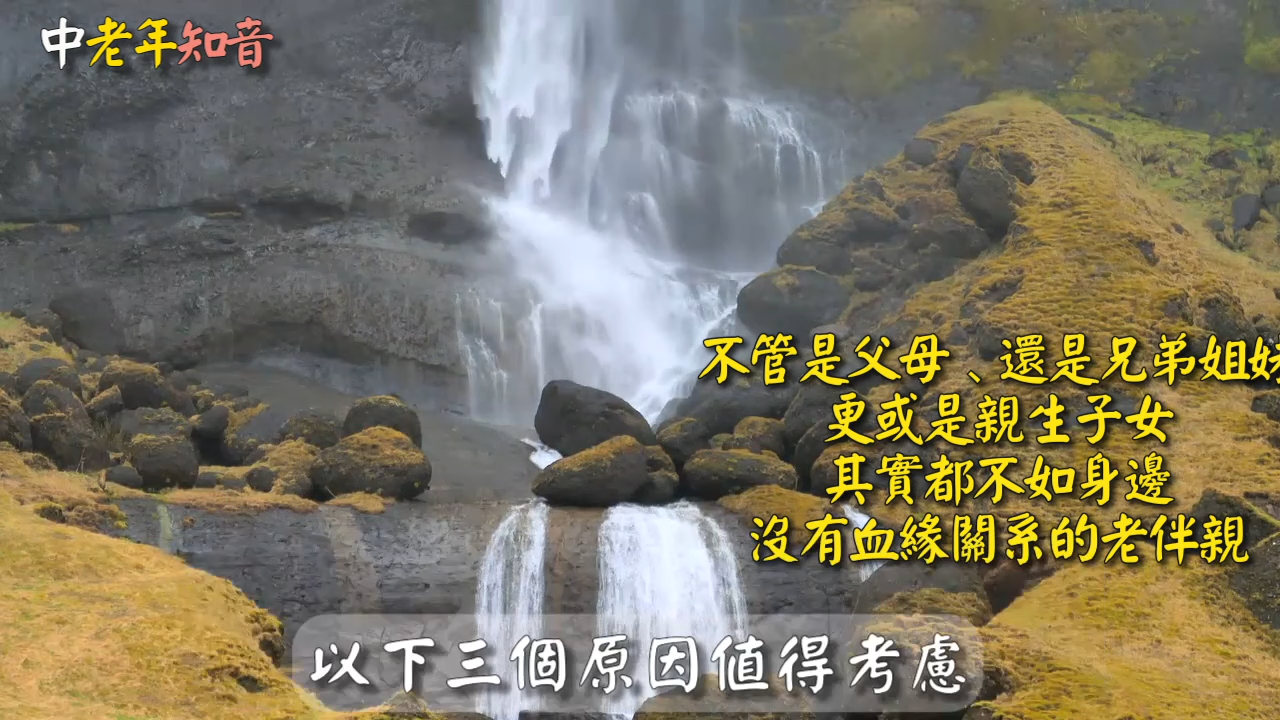 中老年知音
不管是父母、還是兄弟姐妹
更或是親生子女
其實都不如身邊
沒有血緣關系的老伴親
以下三個原因值得考慮